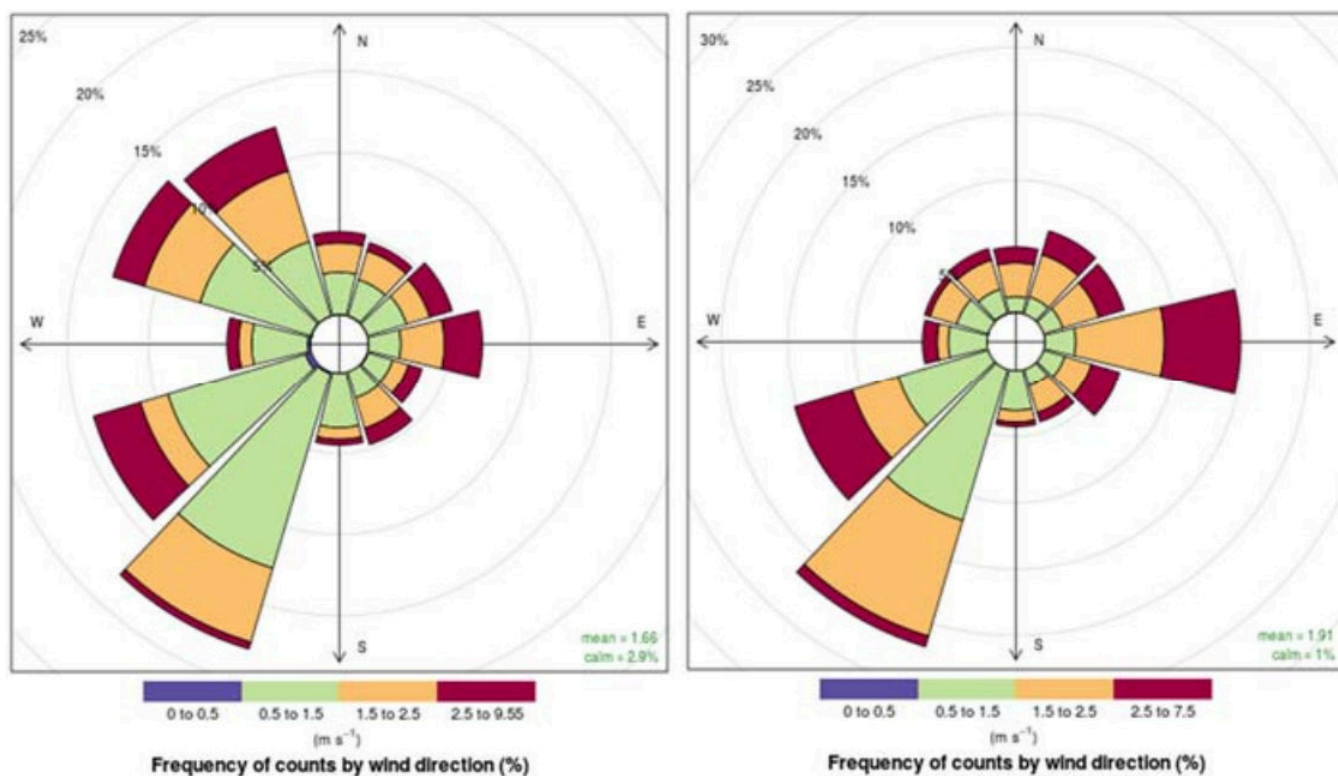 25%
N
20%
15%
10%
5%
W
E
S
mean = 1.66
calm = 2.9%
0 to 0.5 0.5 to 1.5 1.5 to 2.5 2.5 to 9.55
(m s⁻¹)
Frequency of counts by wind direction (%)
30%
N
25%
20%
15%
10%
5
W
E
S
mean = 1.91
calm = 1%
0 to 0.5 0.5 to 1.5 1.5 to 2.5 2.5 to 7.5
(m s⁻¹)
Frequency of counts by wind direction (%)